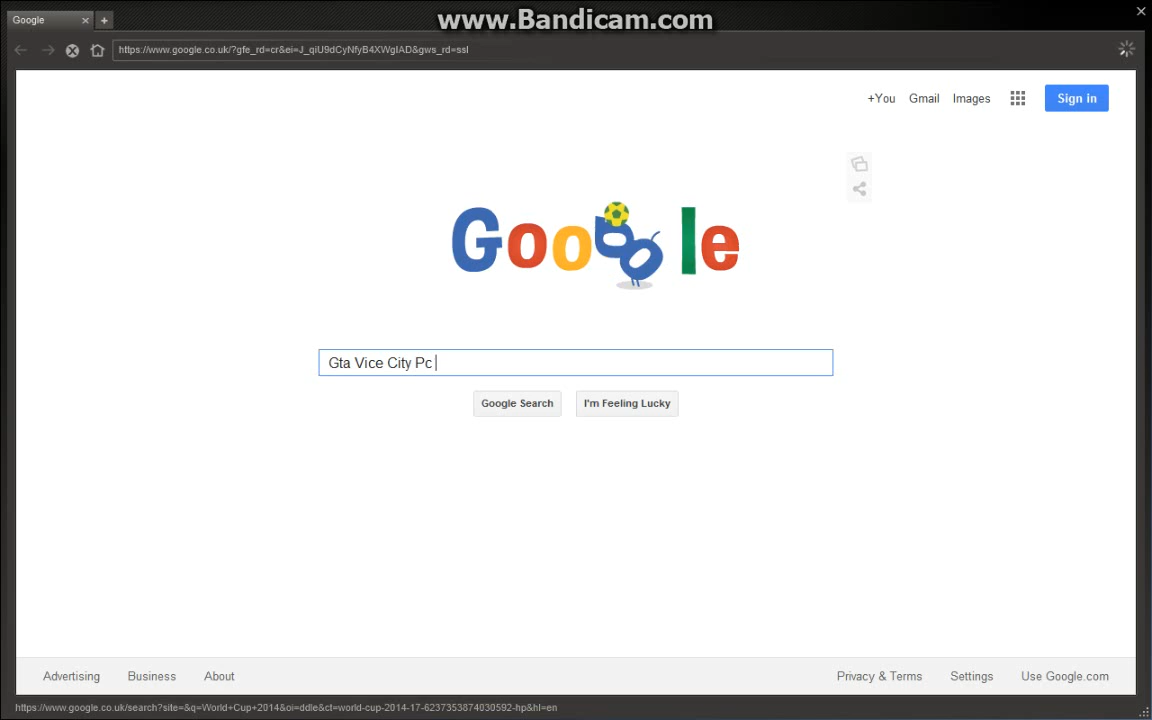 www.Bandicam.com
Google
https://www.google.co.uk/?gfe_rd=cr&ei=J_qiU9dCyNfyB4XWgIAD&gws_rd=ssl
+You Gmail Images Sign in
Google
Gta Vice City Pc
Google Search I'm Feeling Lucky
Advertising Business About Privacy & Terms Settings Use Google.com
https://www.google.co.uk/search?site=&q=World+Cup+2014&oi=ddle&ct=world-cup-2014-17-6237353874030592-hp&hl=en